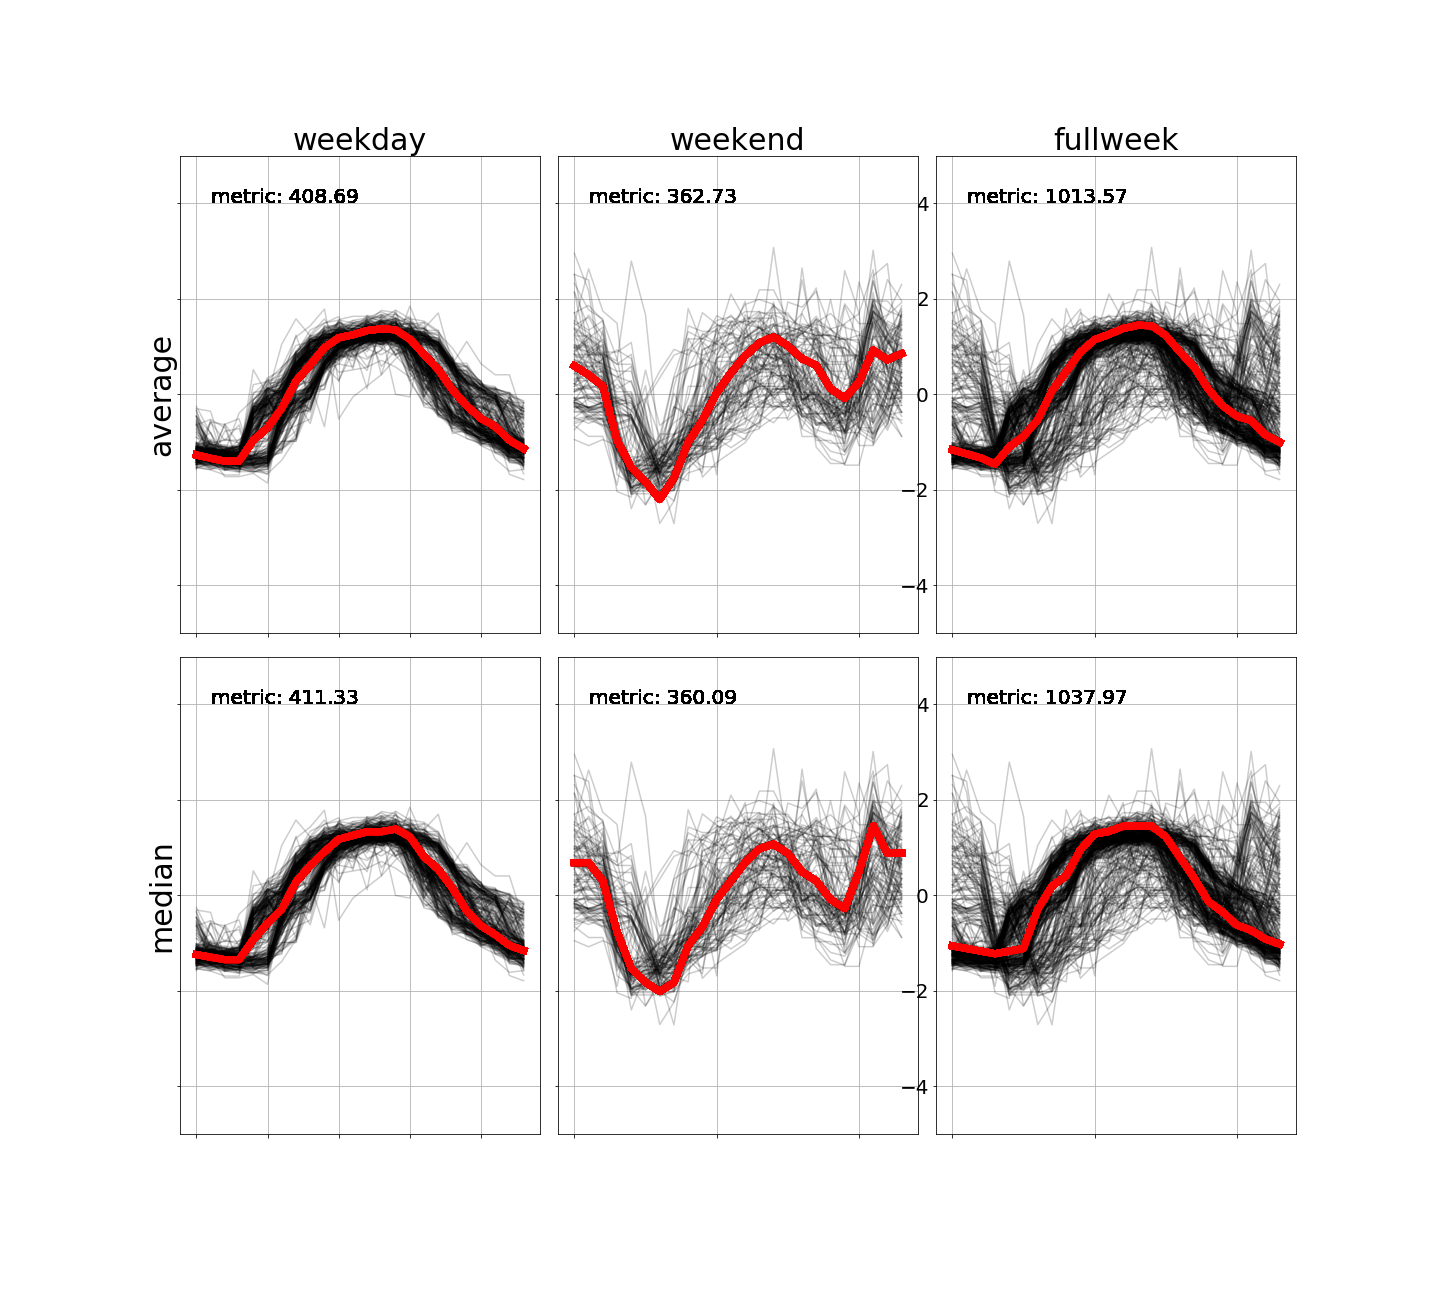 weekday weekend fullweek
metric: 408.69 metric: 362.73 metric: 1013.57
4
2
0
−2
−4
average
metric: 411.33 metric: 360.09 metric: 1037.97
4
2
0
−2
−4
median